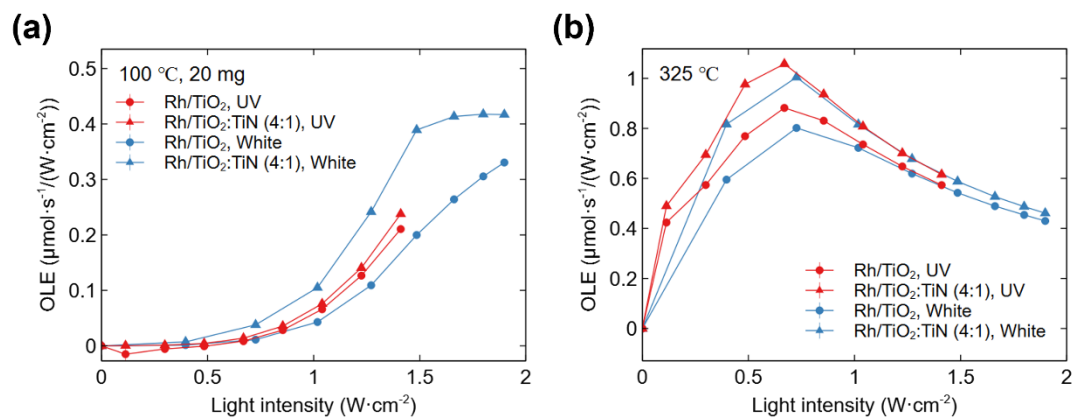 (a)
100 °C, 20 mg
Rh/TiO₂, UV
Rh/TiO₂:TiN (4:1), UV
Rh/TiO₂, White
Rh/TiO₂:TiN (4:1), White
OLE (μmol·s⁻¹/(W·cm⁻²))
0.5
0.4
0.3
0.2
0.1
0
0 0.5 1 1.5 2
Light intensity (W·cm⁻²)
(b)
325 °C
OLE (μmol·s⁻¹/(W·cm⁻²))
1
0.8
0.6
0.4
0.2
0
Rh/TiO₂, UV
Rh/TiO₂:TiN (4:1), UV
Rh/TiO₂, White
Rh/TiO₂:TiN (4:1), White
0 0.5 1 1.5 2
Light intensity (W·cm⁻²)